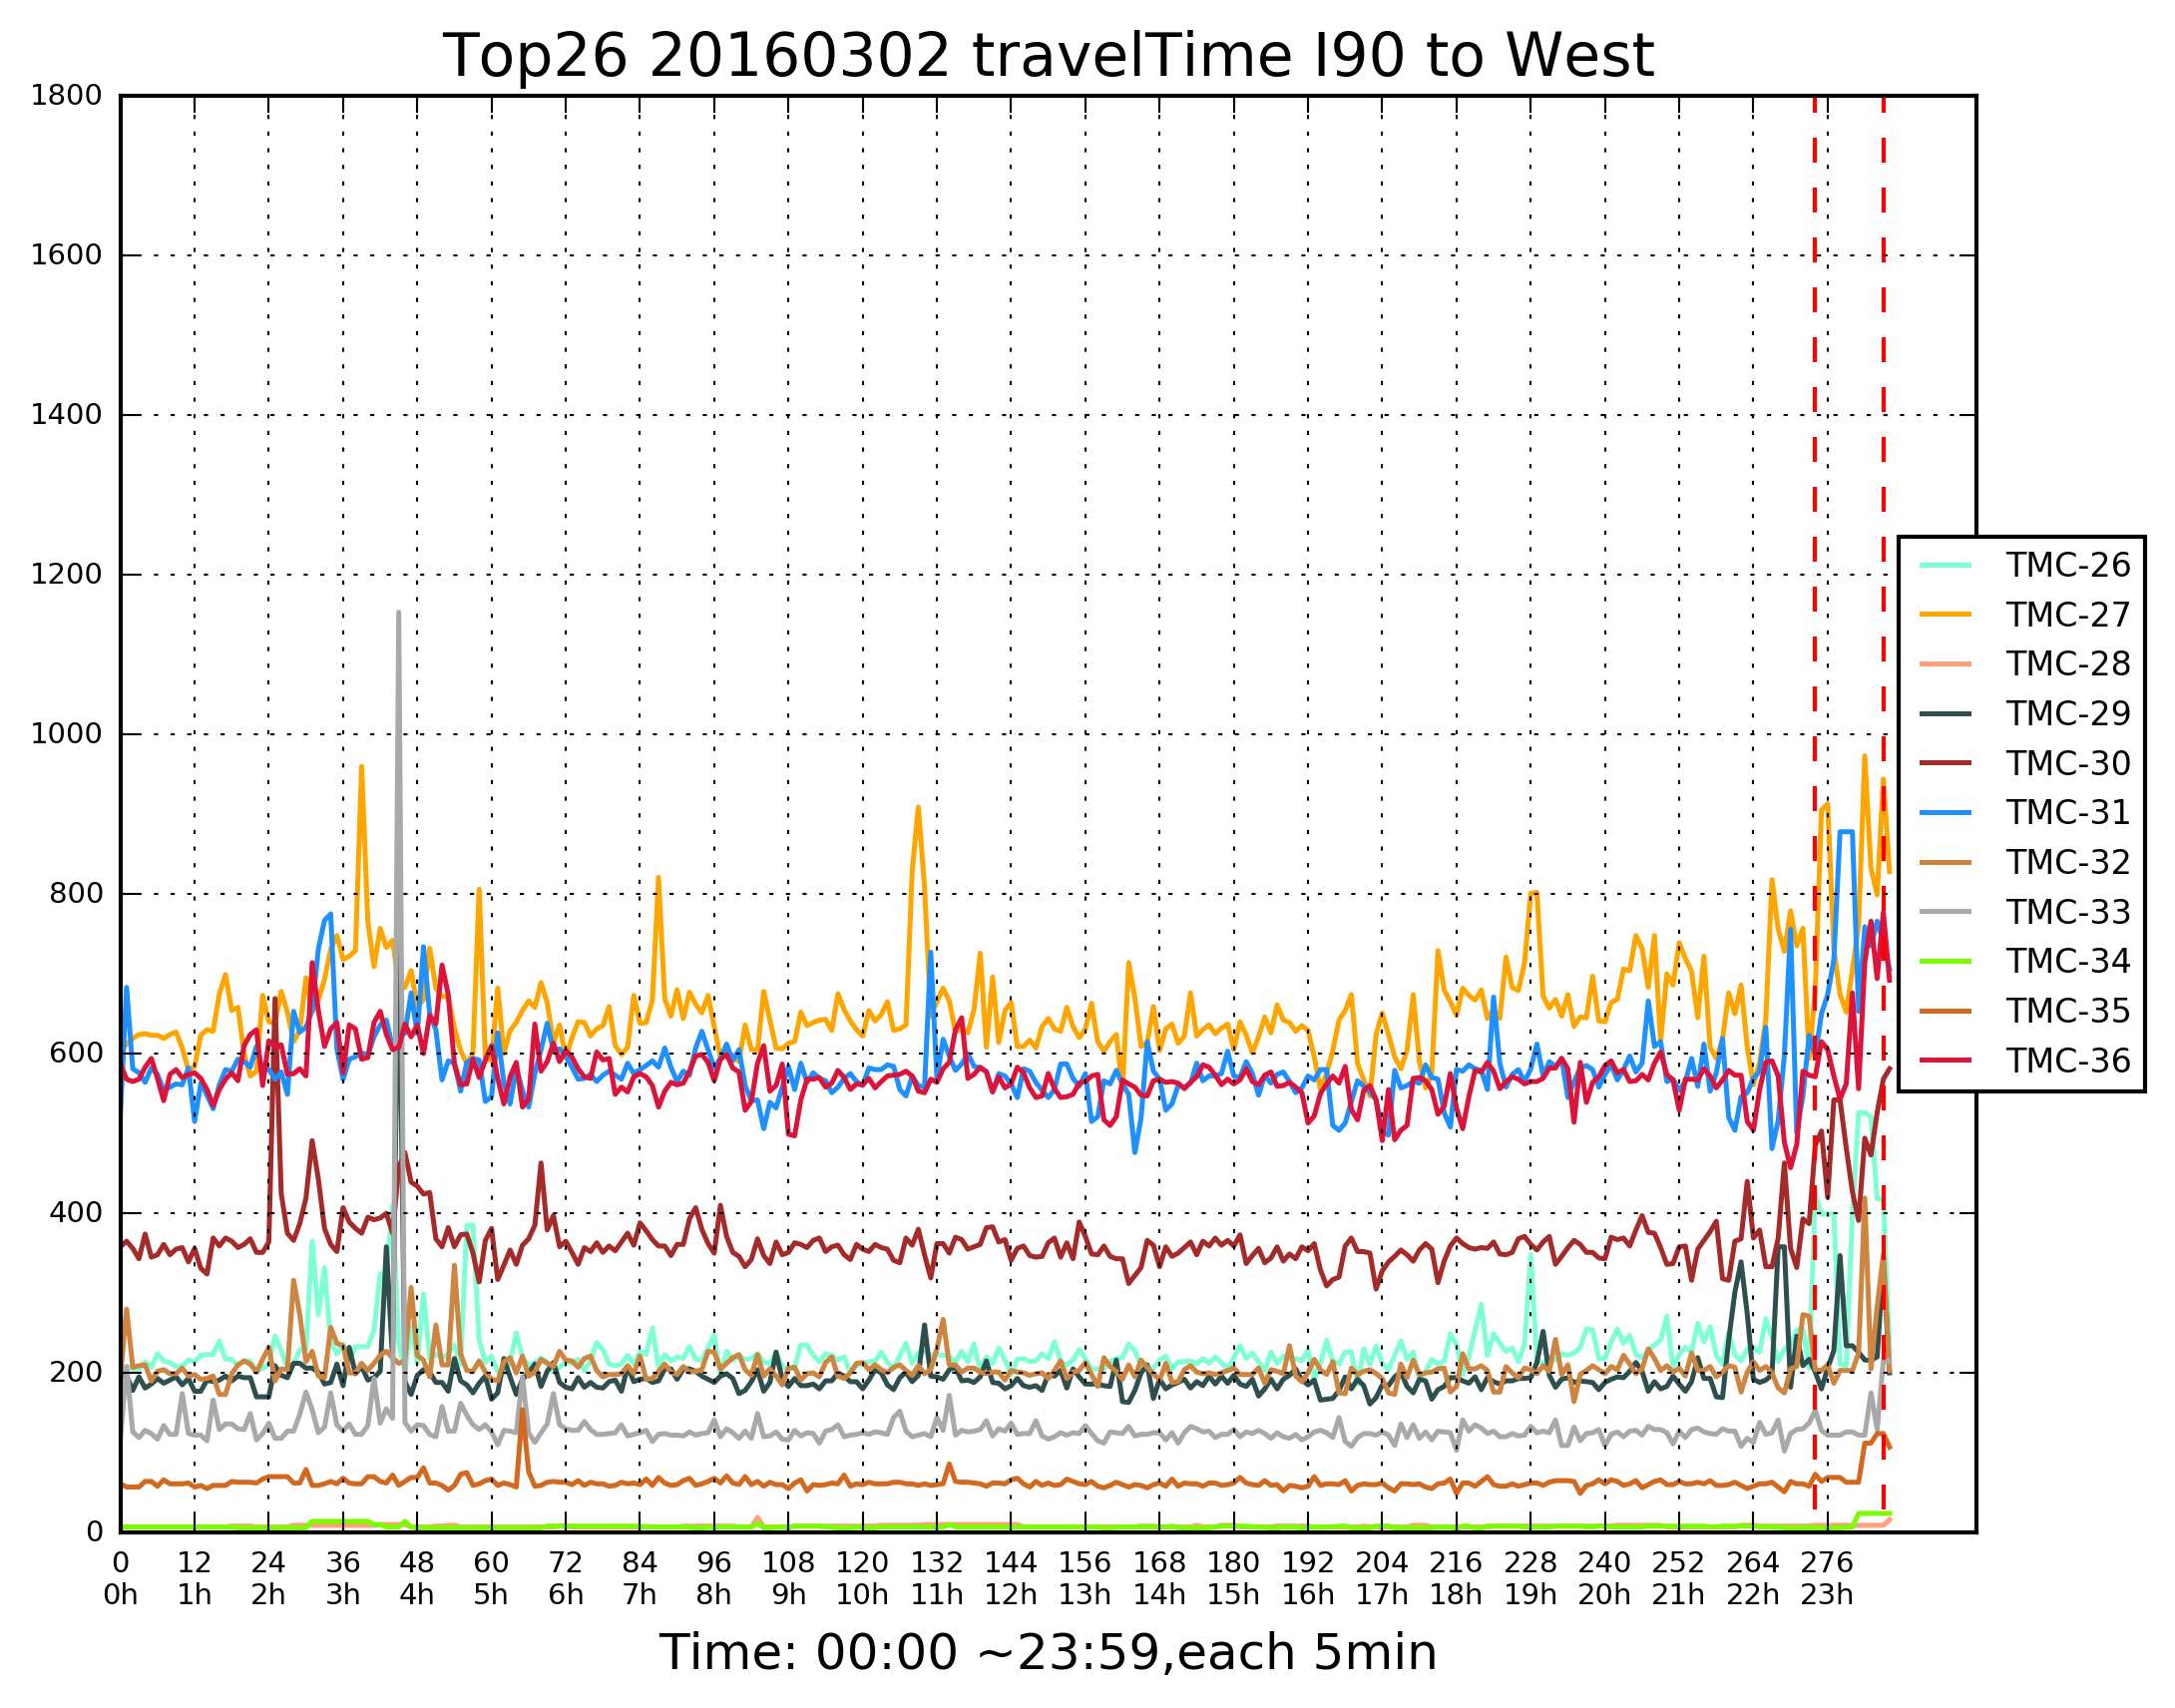 Top26 20160302 travelTime I90 to West
1800
1600
1400
1200
1000
800
600
400
200
0
TMC-26
TMC-27
TMC-28
TMC-29
TMC-30
TMC-31
TMC-32
TMC-33
TMC-34
TMC-35
TMC-36
0 12 24 36 48 60 72 84 96 108 120 132 144 156 168 180 192 204 216 228 240 252 264 276
0h 1h 2h 3h 4h 5h 6h 7h 8h 9h 10h 11h 12h 13h 14h 15h 16h 17h 18h 19h 20h 21h 22h 23h
Time: 00:00 ~23:59,each 5min